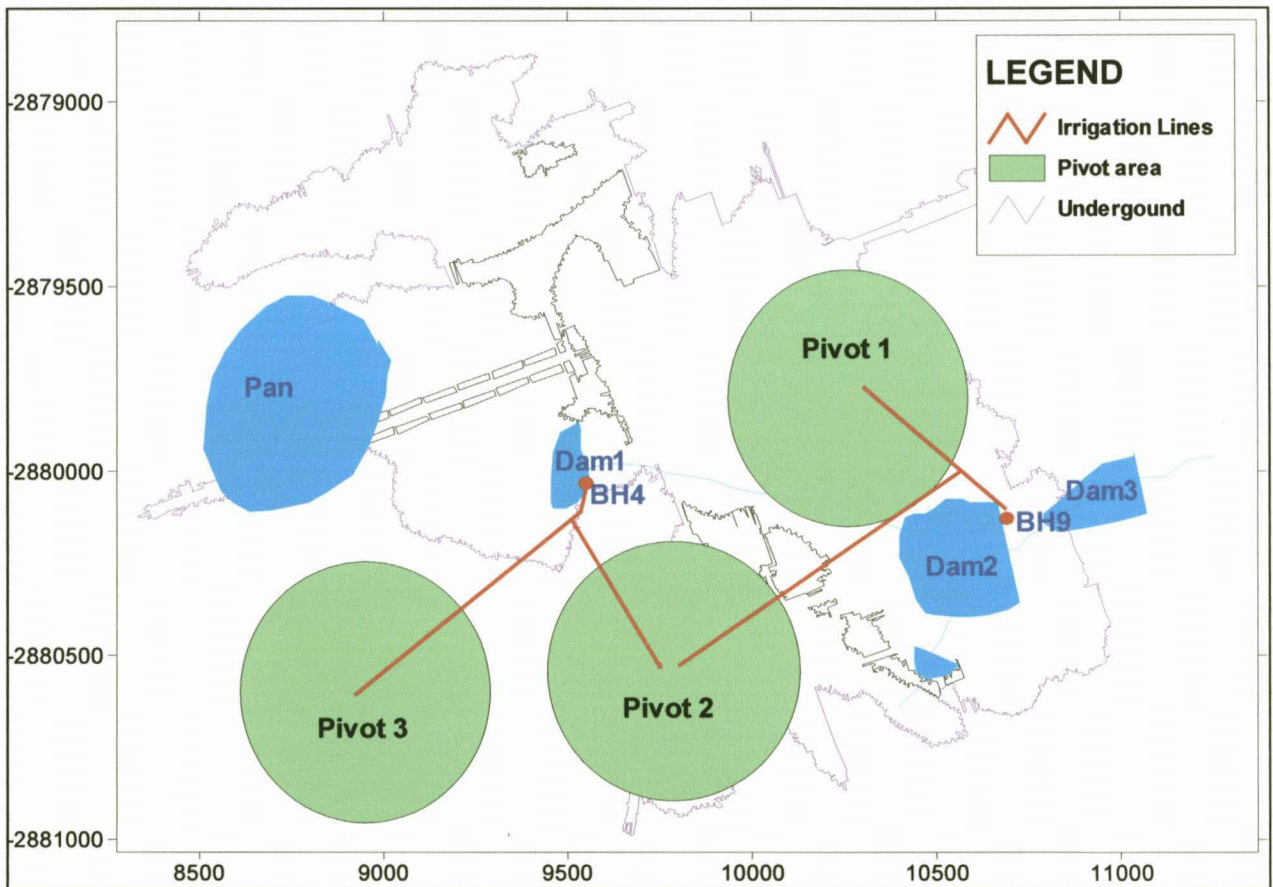 LEGEND
Irrigation Lines
Pivot area
Undergound
-2879000
-2879500
-2880000
-2880500
-2881000
Pivot 1
Pan
Dam1
BH4
Dam3
BH9
Dam2
Pivot 2
Pivot 3
8500 9000 9500 10000 10500 11000